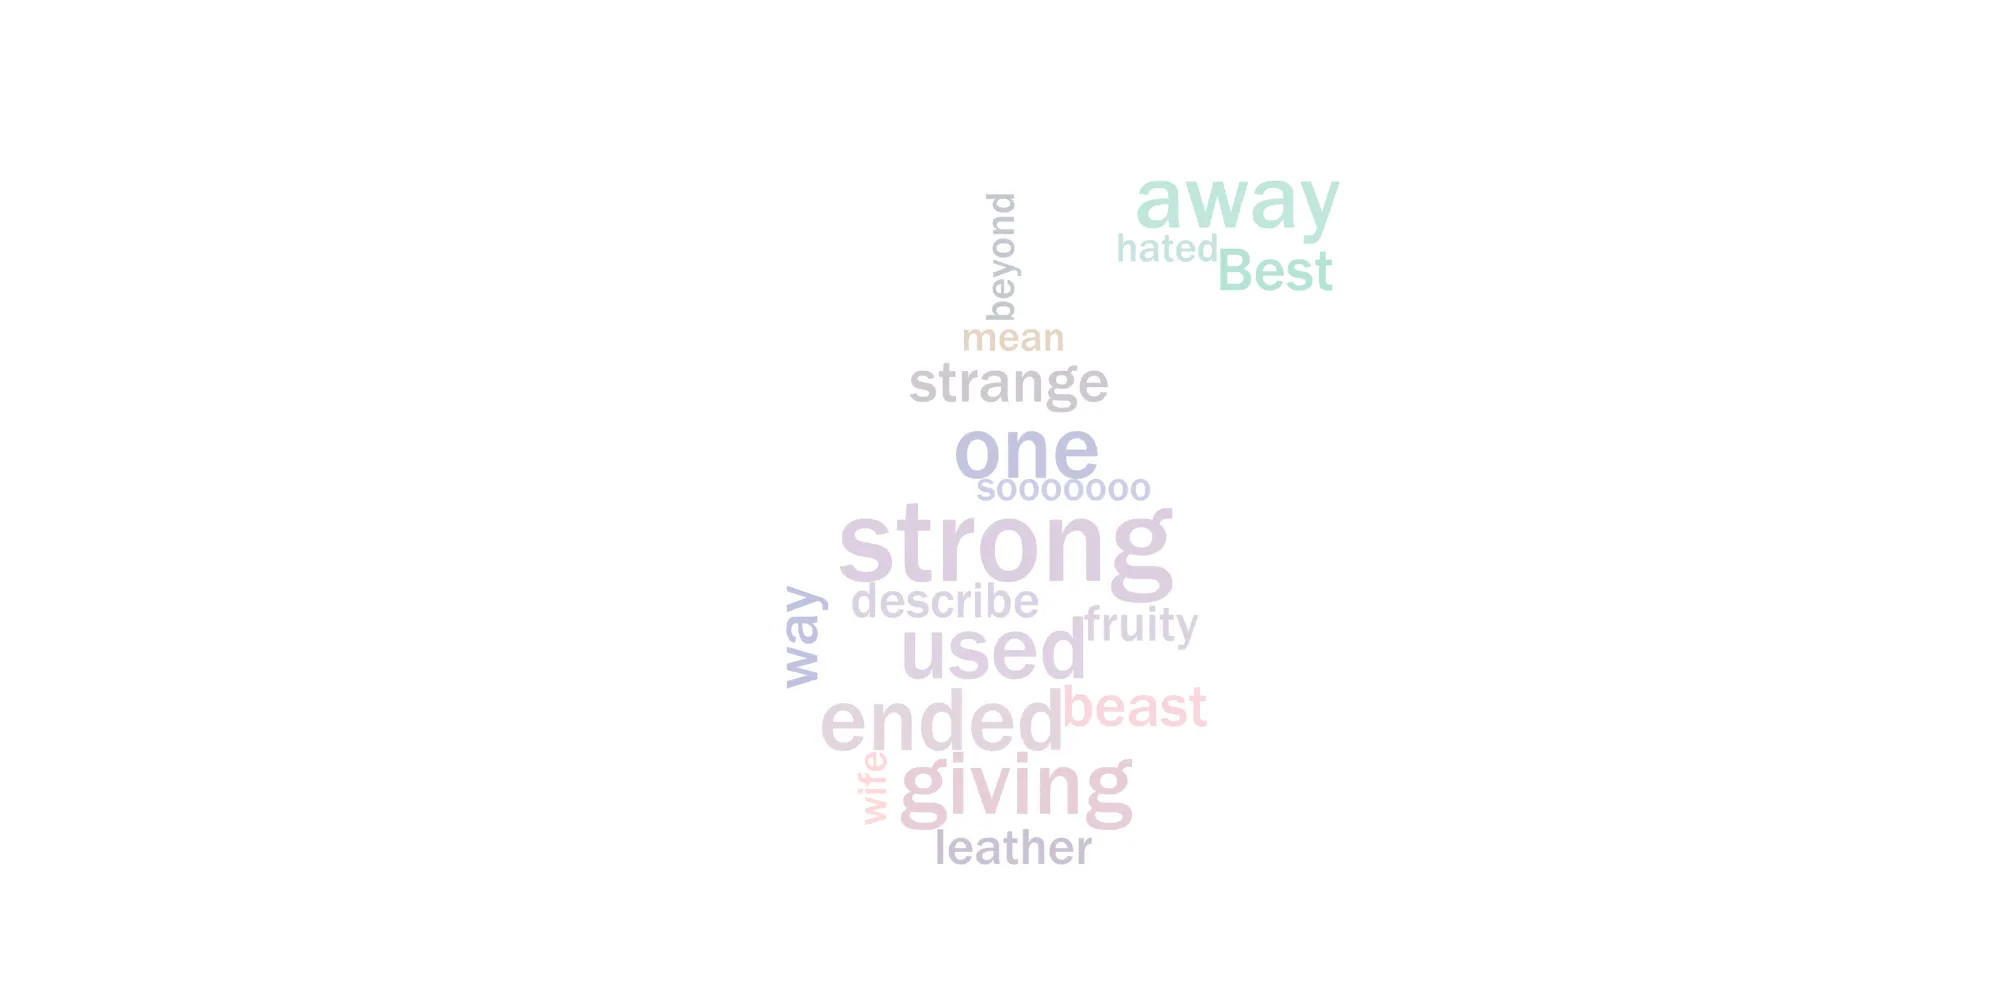 away
beyond
hated
Best
mean
strange
one
sooooooo
strong
describe
way
fruity
used
ended
beast
wife
giving
leather